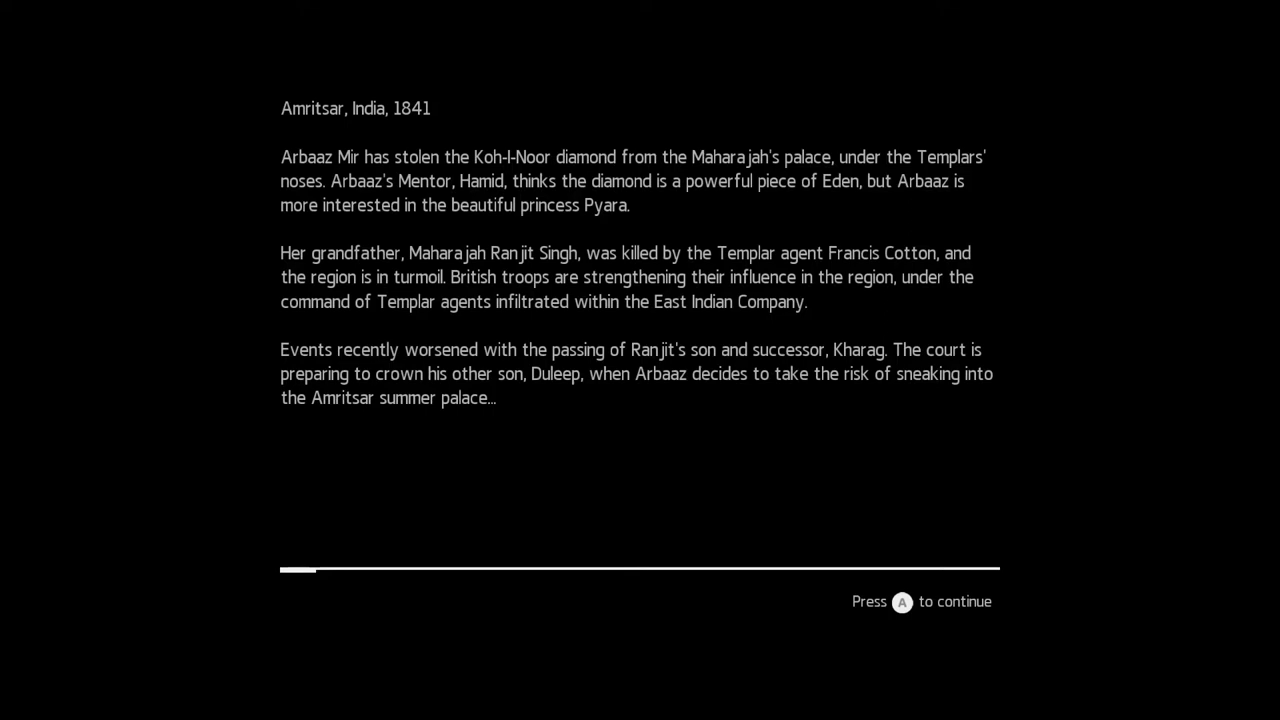 Amritsar, India, 1841
Arbaaz Mir has stolen the Koh-I-Noor diamond from the Maharajah's palace, under the Templars'
noses. Arbaaz's Mentor, Hamid, thinks the diamond is a powerful piece of Eden, but Arbaaz is
more interested in the beautiful princess Pyara.
Her grandfather, Maharajah Ranjit Singh, was killed by the Templar agent Francis Cotton, and
the region is in turmoil. British troops are strengthening their influence in the region, under the
command of Templar agents infiltrated within the East Indian Company.
Events recently worsened with the passing of Ranjit's son and successor, Kharag. The court is
preparing to crown his other son, Duleep, when Arbaaz decides to take the risk of sneaking into
the Amritsar summer palace...
Press A to continue